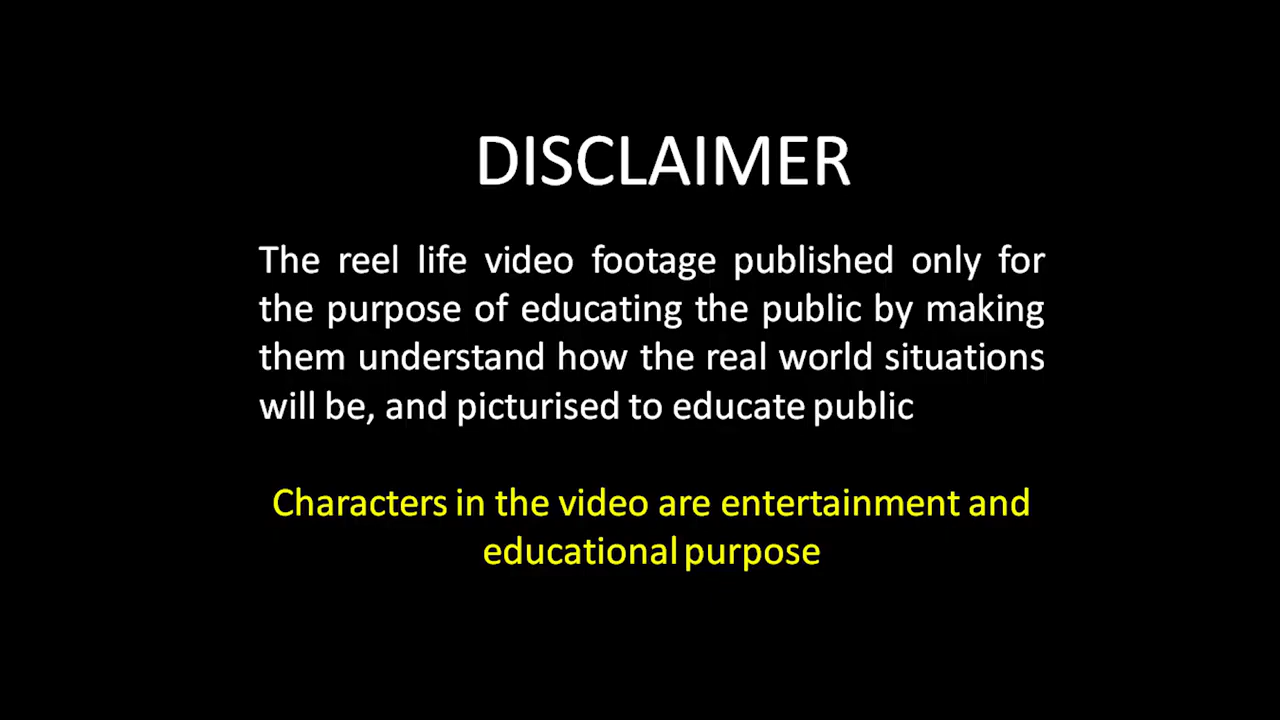 DISCLAIMER
The reel life video footage published only for
the purpose of educating the public by making
them understand how the real world situations
will be, and picturised to educate public
Characters in the video are entertainment and
educational purpose